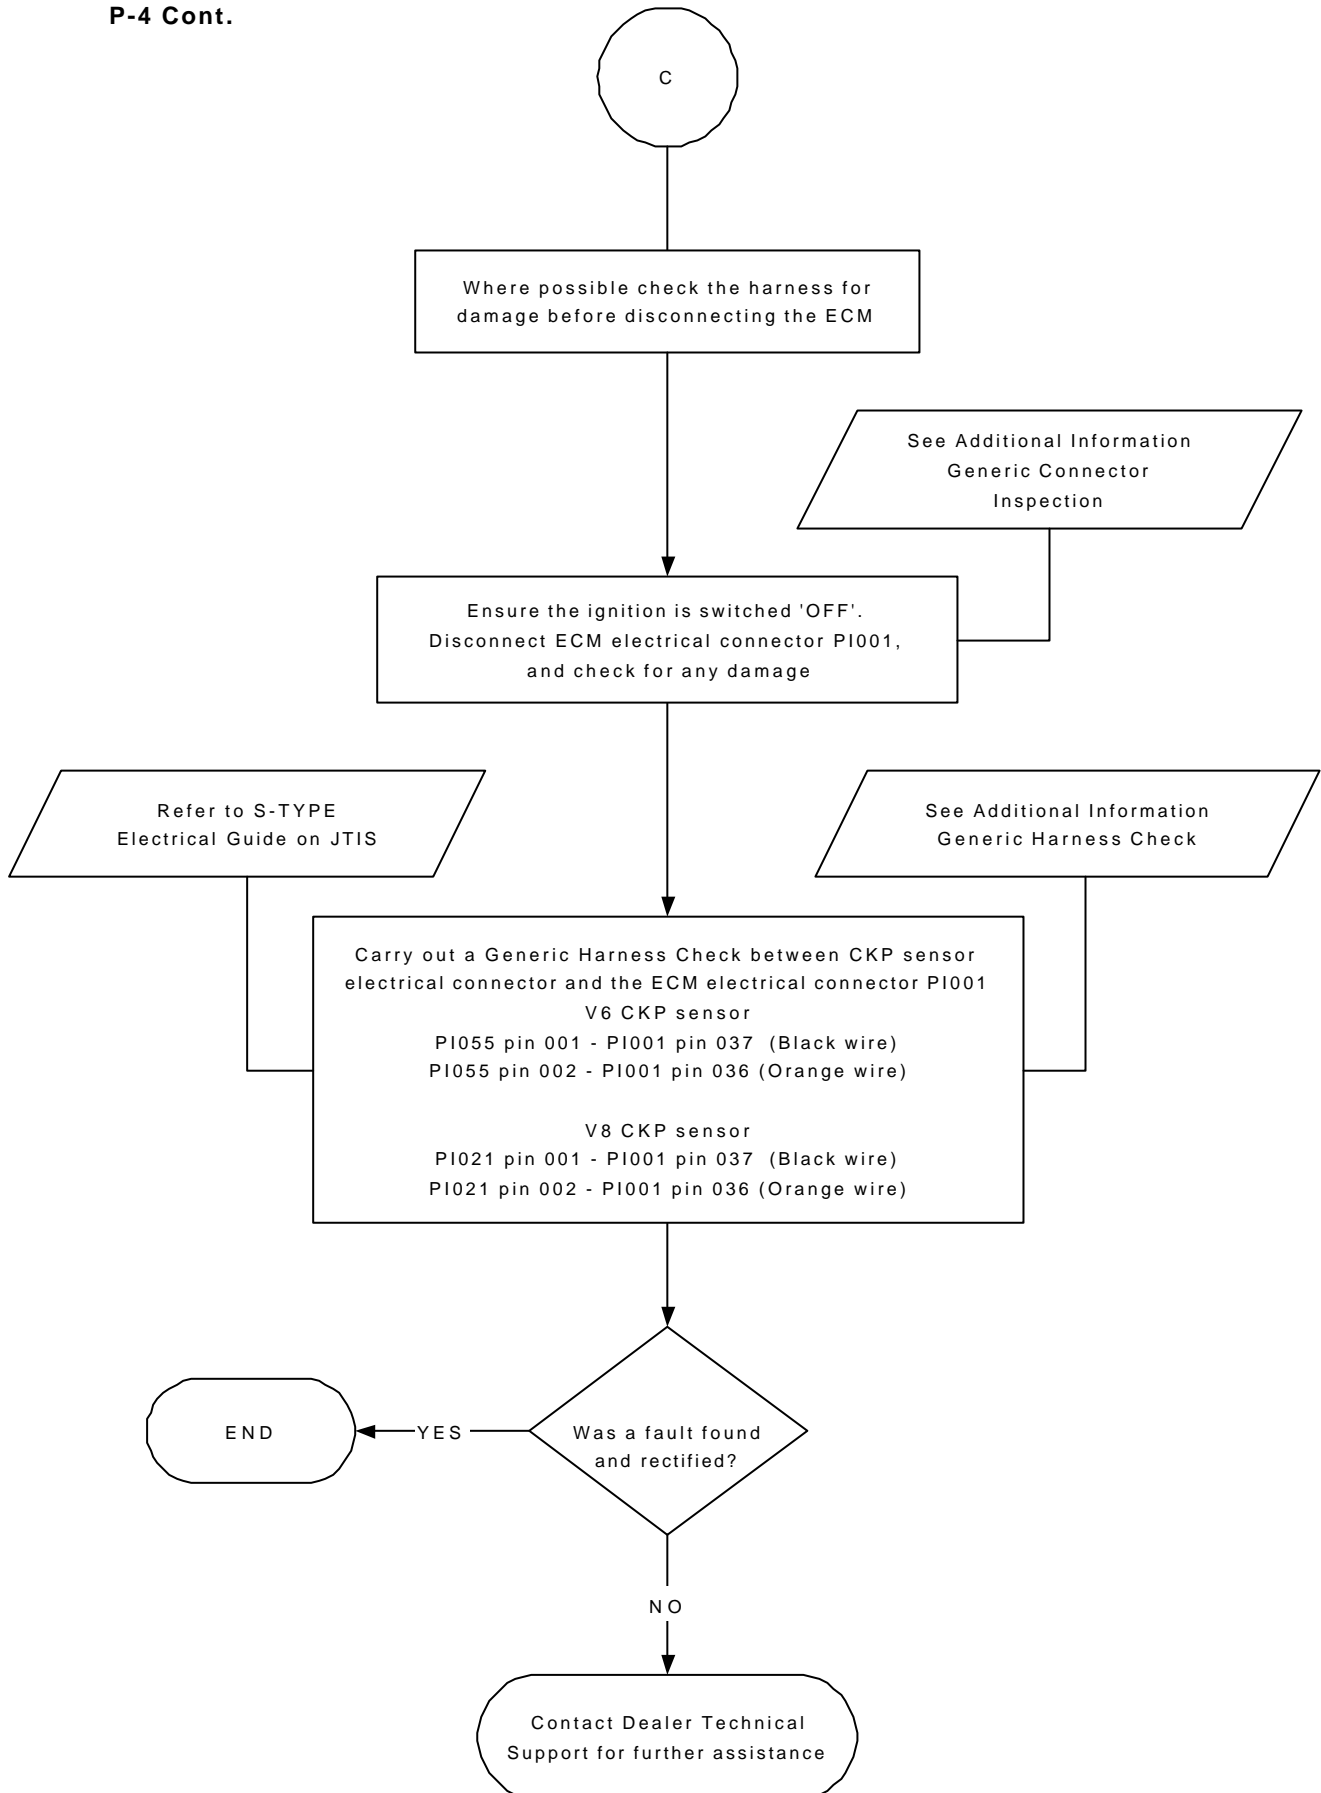 P-4 Cont.
C
Where possible check the harness for
damage before disconnecting the ECM
See Additional Information
Generic Connector
Inspection
Ensure the ignition is switched 'OFF'.
Disconnect ECM electrical connector PI001,
and check for any damage
Refer to S-TYPE
Electrical Guide on JTIS
See Additional Information
Generic Harness Check
Carry out a Generic Harness Check between CKP sensor
electrical connector and the ECM electrical connector PI001
V6 CKP sensor
PI055 pin 001 - PI001 pin 037 (Black wire)
PI055 pin 002 - PI001 pin 036 (Orange wire)
V8 CKP sensor
PI021 pin 001 - PI001 pin 037 (Black wire)
PI021 pin 002 - PI001 pin 036 (Orange wire)
Was a fault found
and rectified?
YES
END
NO
Contact Dealer Technical
Support for further assistance